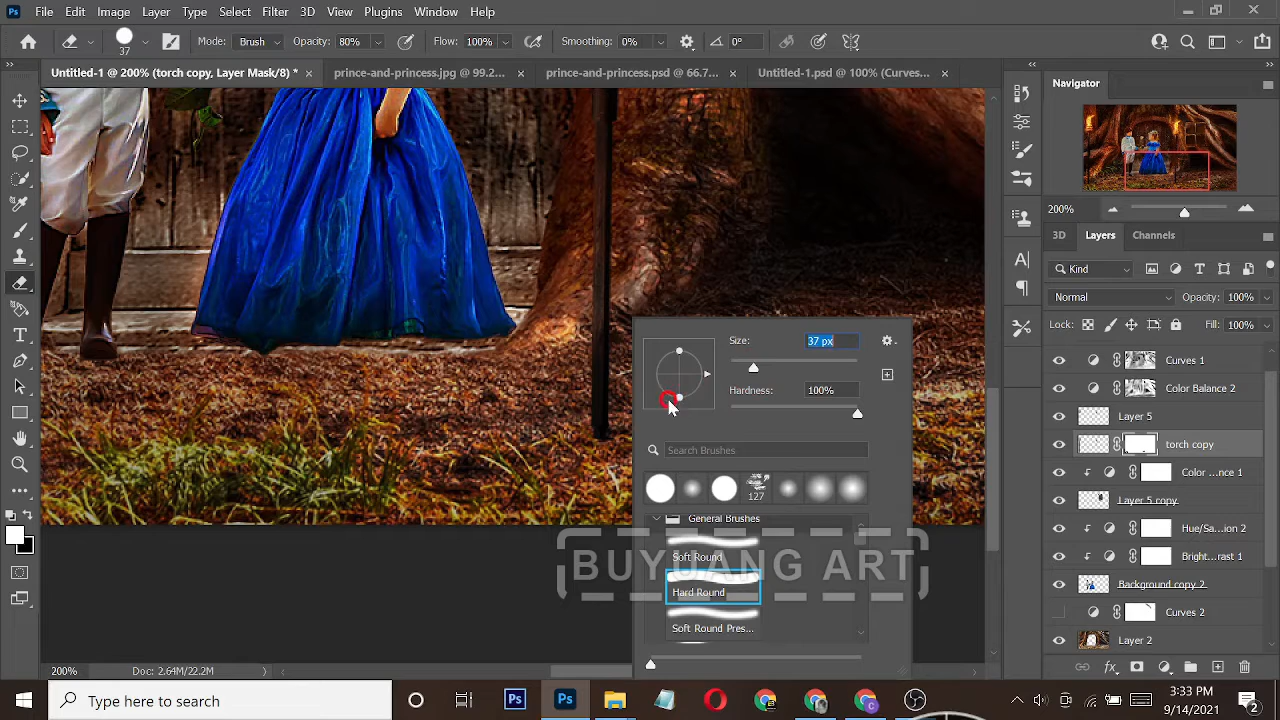 Ps File Edit Image Layer Type Select Filter 3D View Plugins Window Help
37 Mode: Brush Opacity: 80% Flow: 100% Smoothing: 0% 0°
Untitled-1 @ 200% (torch copy, Layer Mask/8) * × prince-and-princess.jpg @ 99.2... × prince-and-princess.psd @ 66.7... × Untitled-1.psd @ 100% (Curves... ×
Navigator
200%
3D Layers Channels
Kind
Normal Opacity: 100%
Lock: Fill: 100%
Curves 1
Color Balance 2
Layer 5
torch copy
Color ...nce 1
Layer 5 copy
Hue/Sa...ion 2
Bright...rast 1
Background copy 2
Curves 2
Layer 2
Size: 37 px
Hardness: 100%
Search Brushes
127
General Brushes
Soft Round
Hard Round
Soft Round Pres...
BUYUANG ART
200% Doc: 2.64M/22.2M
Type here to search
3:33 PM
9/14/2021
2